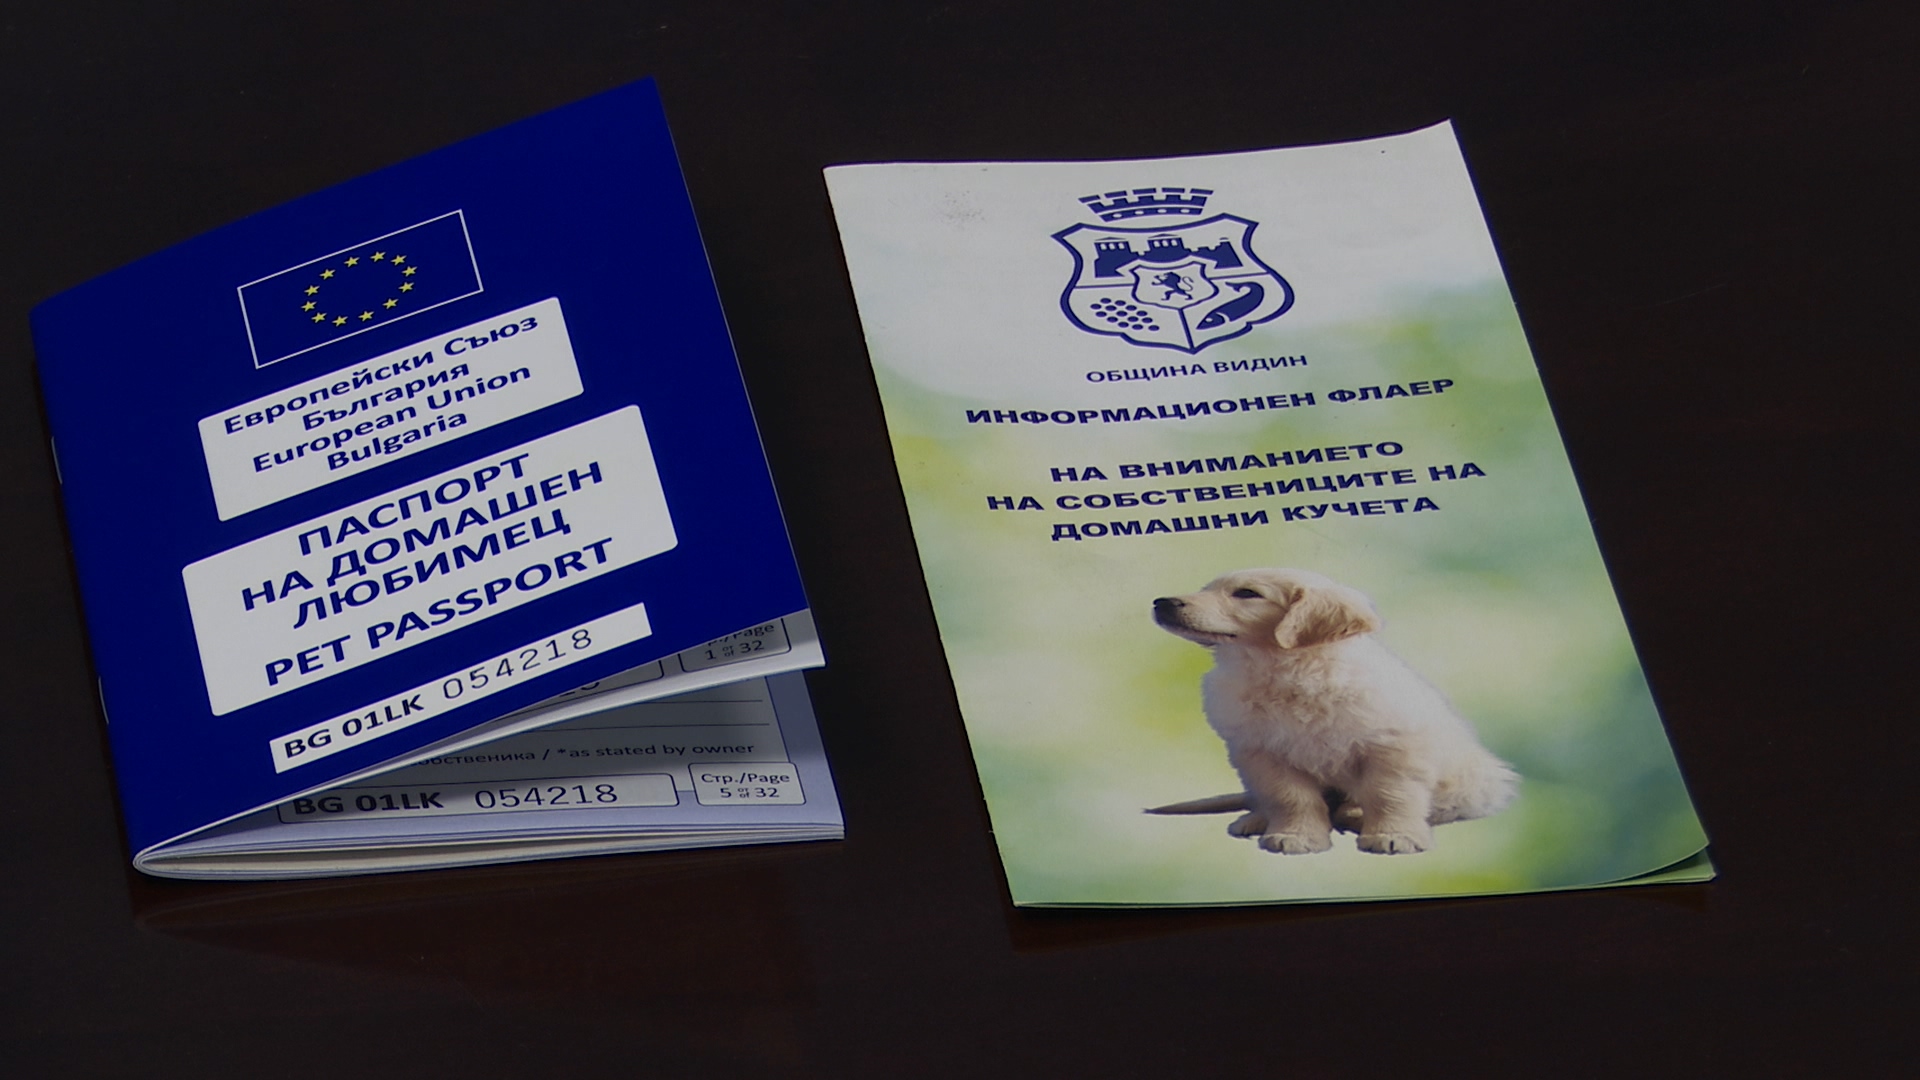 Европейски Съюз
България
European Union
Bulgaria
ПАСПОРТ
НА ДОМАШЕН
ЛЮБИМЕЦ
PET PASSPORT
BG 01LK 054218
Стр./Page
1 от/of 32
/ *as stated by owner
BG 01LK 054218
Стр./Page
5 от/of 32
ОБЩИНА ВИДИН
ИНФОРМАЦИОНЕН ФЛАЕР
НА ВНИМАНИЕТО
НА СОБСТВЕНИЦИТЕ НА
ДОМАШНИ КУЧЕТА